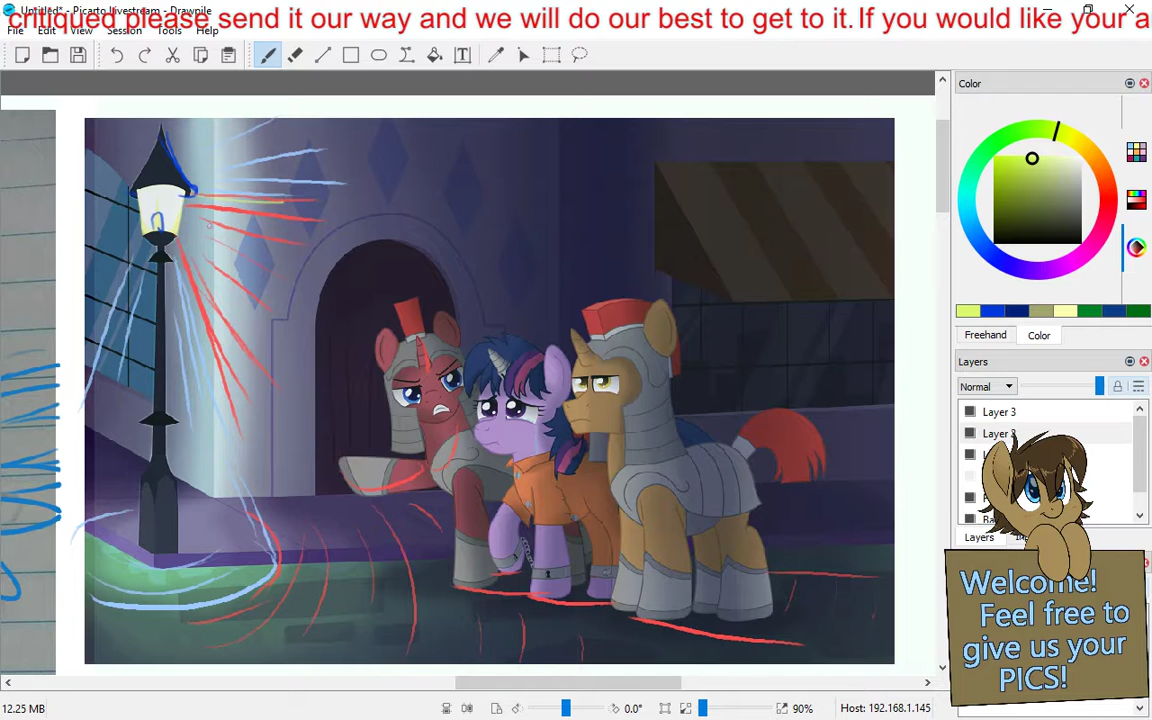 Untitled* - Picarto livestream - Drawpile
critiqued please send it our way and we will do our best to get to it. If you would like your a
File Edit View Session Tools Help
Color
Freehand Color
Layers
Normal
Layer 3
Layer
Layers
Welcome!
Feel free to
give us your
PICS!
12.25 MB
0.0°
90%
Host: 192.168.1.145